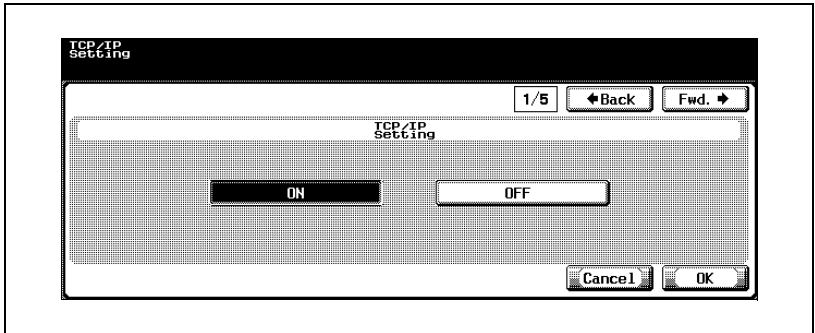 TCP/IP
Setting
1/5 ←Back Fwd. →
TCP/IP
Setting
ON OFF
Cancel OK